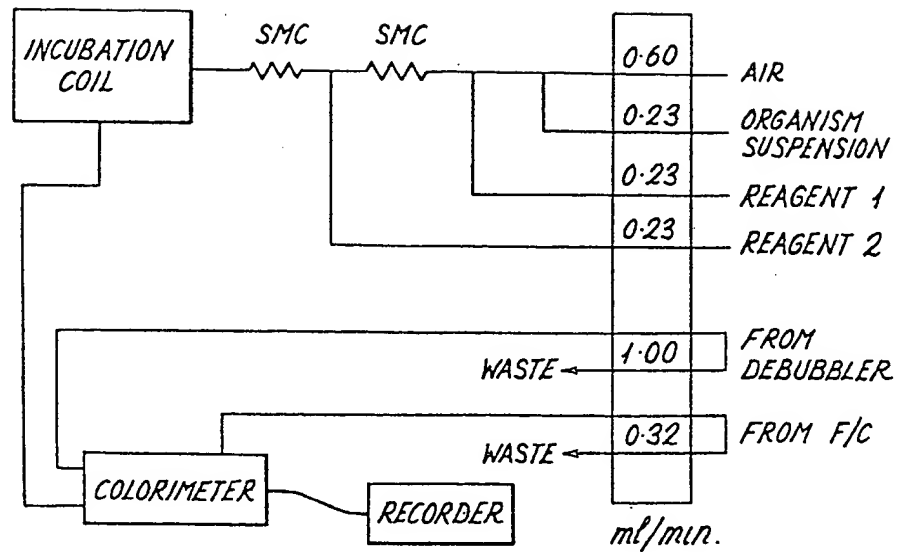 INCUBATION
COIL
SMC
SMC
0·60
AIR
0·23
ORGANISM
SUSPENSION
0·23
REAGENT 1
0·23
REAGENT 2
FROM
DEBUBBLER
1·00
WASTE
0·32
FROM F/C
WASTE
COLORIMETER
RECORDER
ml/min.